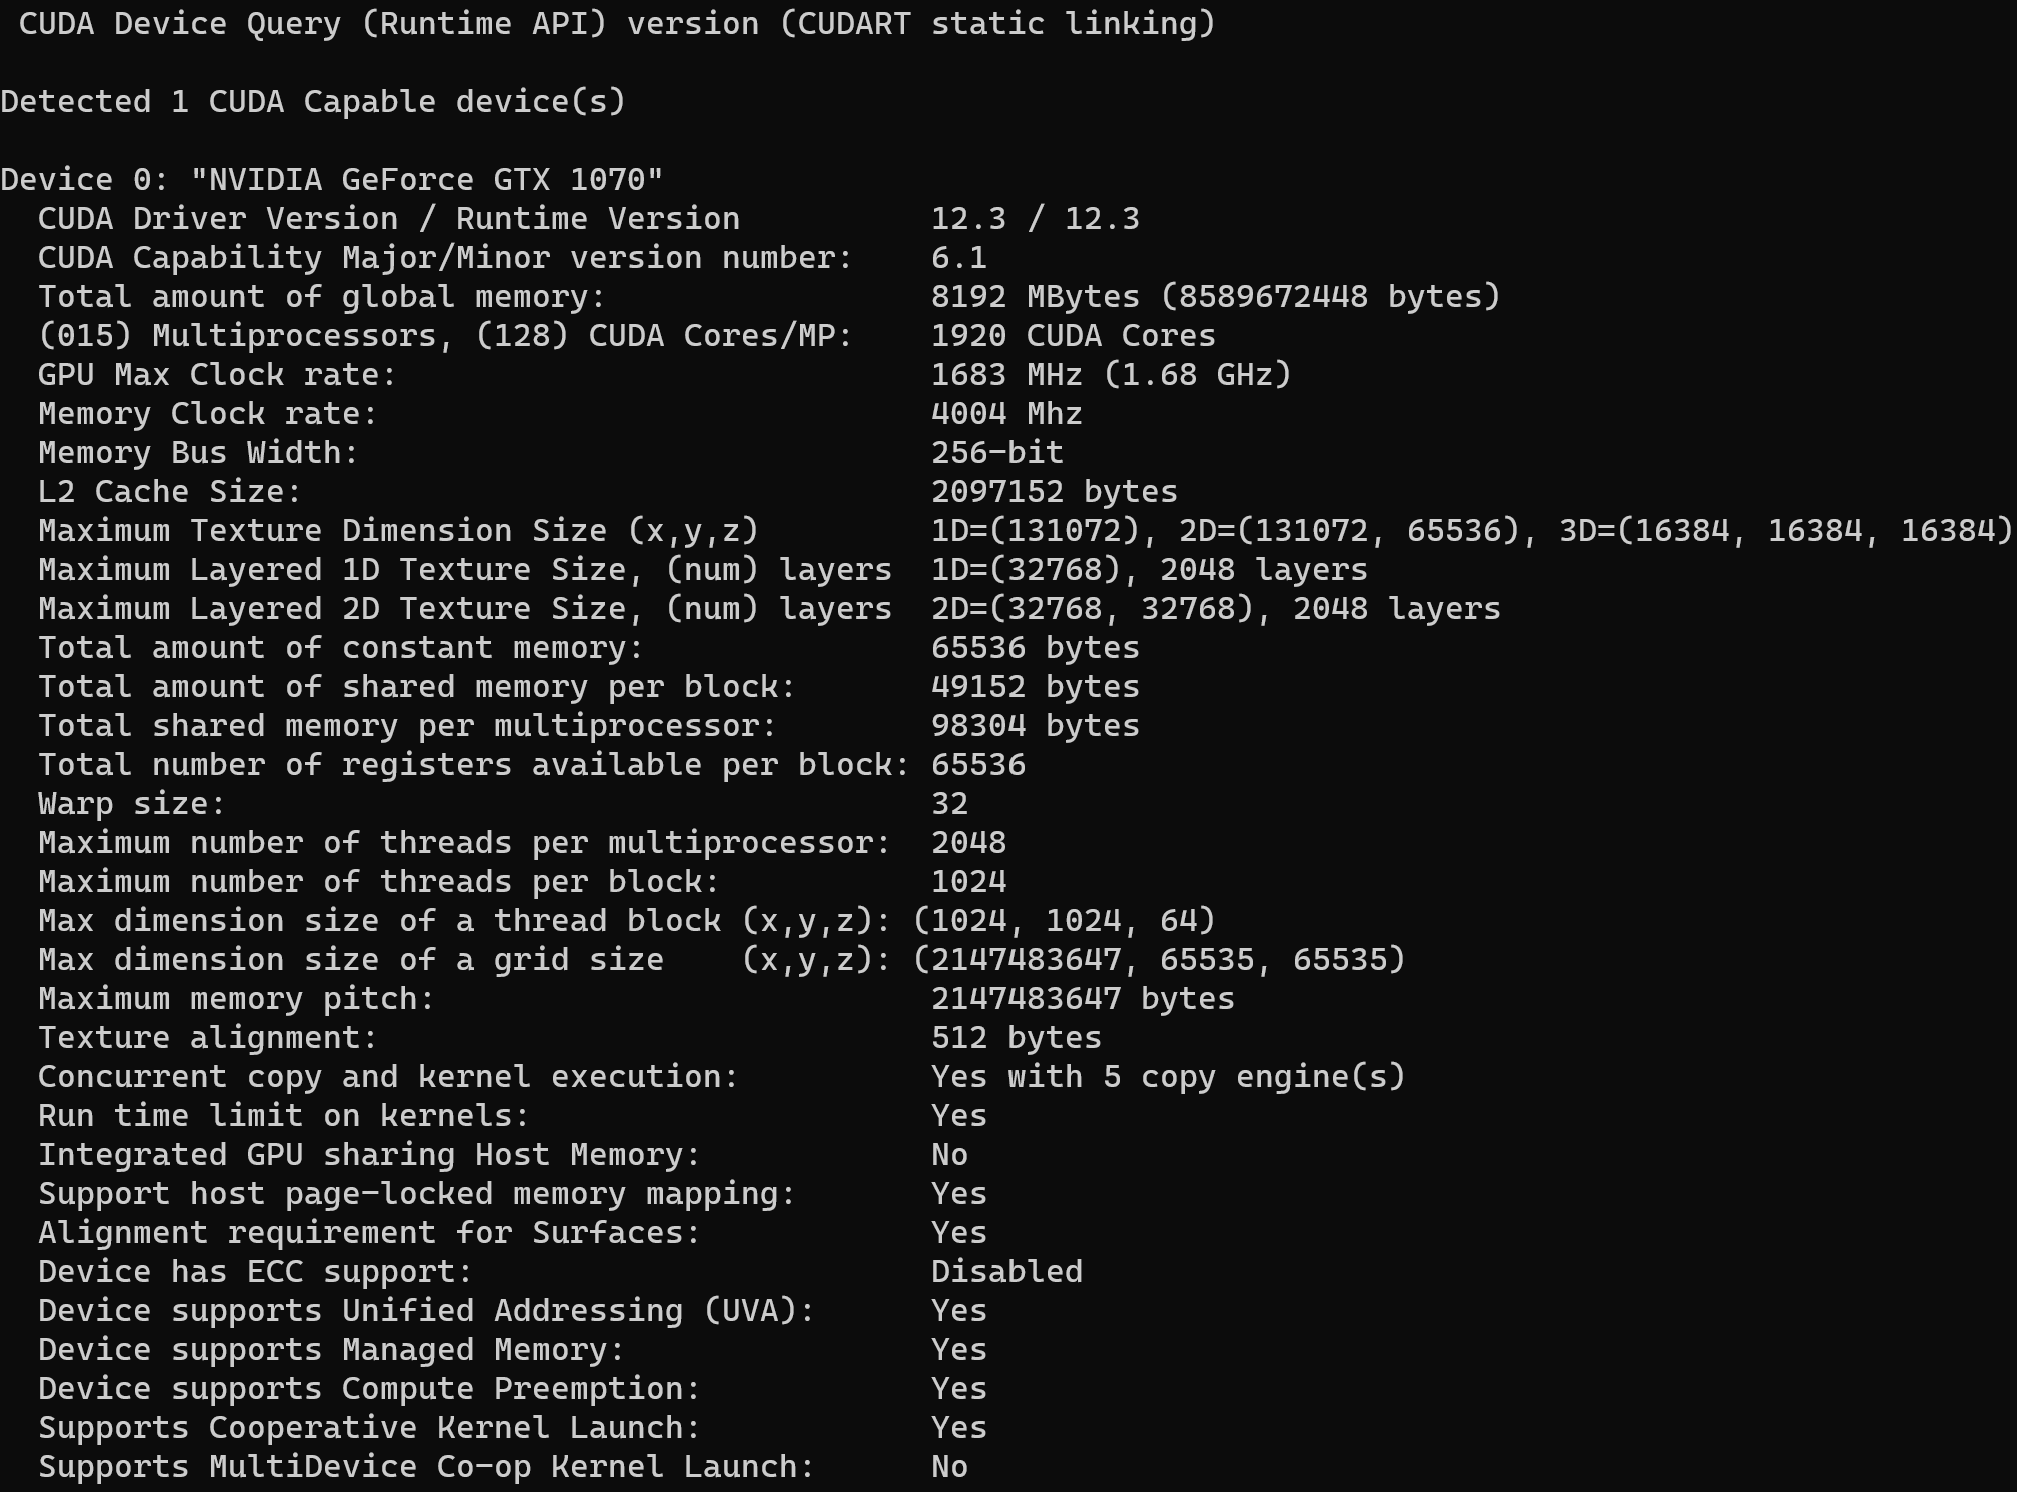 CUDA Device Query (Runtime API) version (CUDART static linking)
Detected 1 CUDA Capable device(s)
Device 0: "NVIDIA GeForce GTX 1070"
CUDA Driver Version / Runtime Version 12.3 / 12.3
CUDA Capability Major/Minor version number: 6.1
Total amount of global memory: 8192 MBytes (8589672448 bytes)
(015) Multiprocessors, (128) CUDA Cores/MP: 1920 CUDA Cores
GPU Max Clock rate: 1683 MHz (1.68 GHz)
Memory Clock rate: 4004 Mhz
Memory Bus Width: 256-bit
L2 Cache Size: 2097152 bytes
Maximum Texture Dimension Size (x,y,z) 1D=(131072), 2D=(131072, 65536), 3D=(16384, 16384, 16384)
Maximum Layered 1D Texture Size, (num) layers 1D=(32768), 2048 layers
Maximum Layered 2D Texture Size, (num) layers 2D=(32768, 32768), 2048 layers
Total amount of constant memory: 65536 bytes
Total amount of shared memory per block: 49152 bytes
Total shared memory per multiprocessor: 98304 bytes
Total number of registers available per block: 65536
Warp size: 32
Maximum number of threads per multiprocessor: 2048
Maximum number of threads per block: 1024
Max dimension size of a thread block (x,y,z): (1024, 1024, 64)
Max dimension size of a grid size (x,y,z): (2147483647, 65535, 65535)
Maximum memory pitch: 2147483647 bytes
Texture alignment: 512 bytes
Concurrent copy and kernel execution: Yes with 5 copy engine(s)
Run time limit on kernels: Yes
Integrated GPU sharing Host Memory: No
Support host page-locked memory mapping: Yes
Alignment requirement for Surfaces: Yes
Device has ECC support: Disabled
Device supports Unified Addressing (UVA): Yes
Device supports Managed Memory: Yes
Device supports Compute Preemption: Yes
Supports Cooperative Kernel Launch: Yes
Supports MultiDevice Co-op Kernel Launch: No